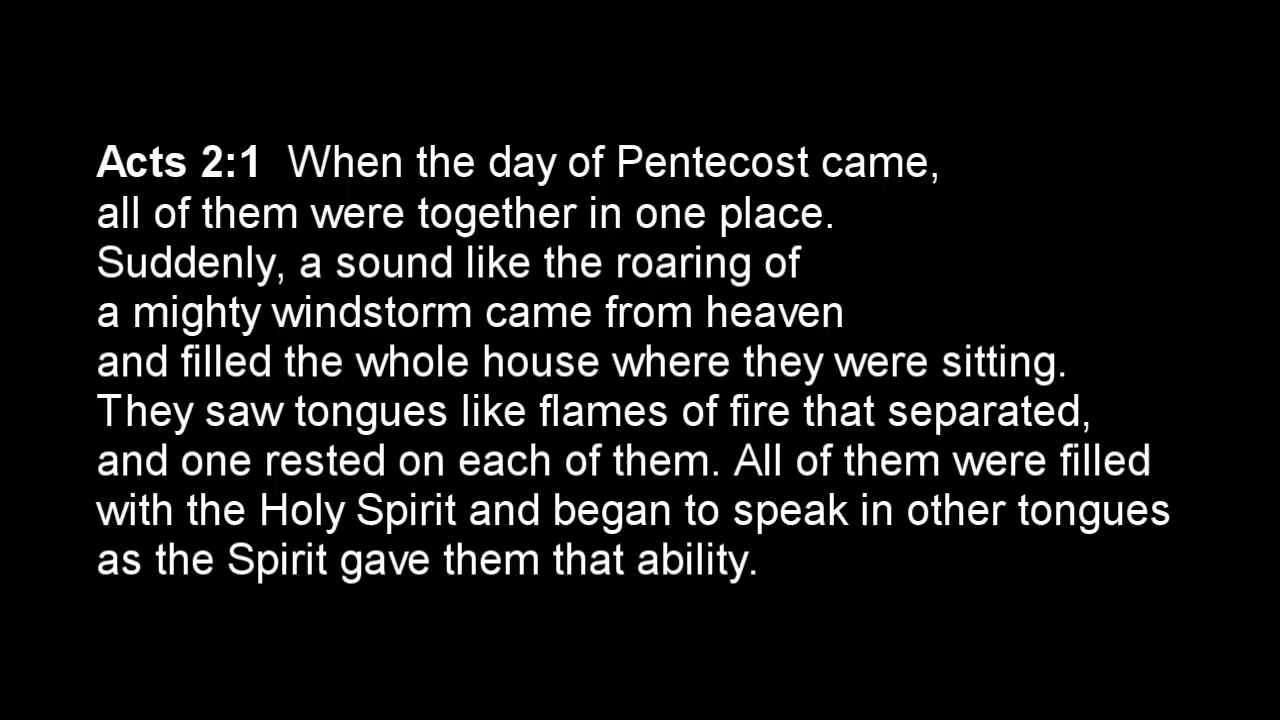 Acts 2:1 When the day of Pentecost came,
all of them were together in one place.
Suddenly, a sound like the roaring of
a mighty windstorm came from heaven
and filled the whole house where they were sitting.
They saw tongues like flames of fire that separated,
and one rested on each of them. All of them were filled
with the Holy Spirit and began to speak in other tongues
as the Spirit gave them that ability.